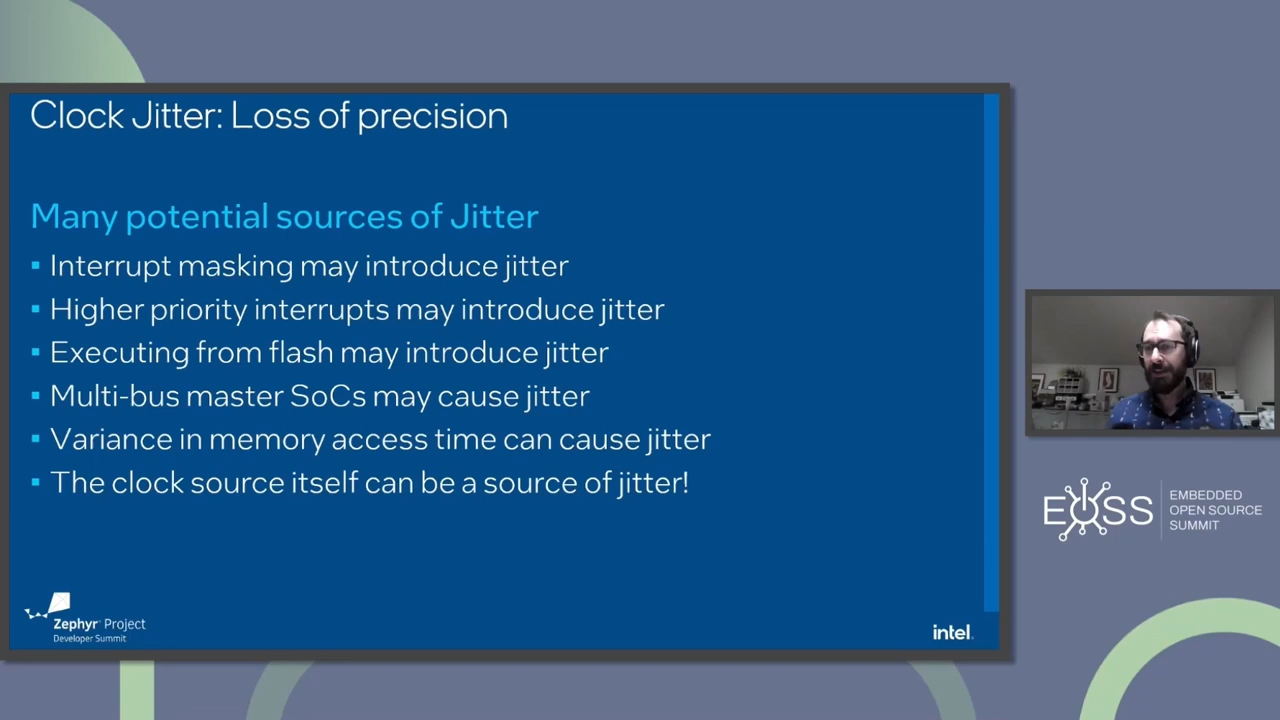 Clock Jitter: Loss of precision
Many potential sources of Jitter
▪ Interrupt masking may introduce jitter
▪ Higher priority interrupts may introduce jitter
▪ Executing from flash may introduce jitter
▪ Multi-bus master SoCs may cause jitter
▪ Variance in memory access time can cause jitter
▪ The clock source itself can be a source of jitter!
Zephyr® Project
Developer Summit
intel.
EOSS
EMBEDDED
OPEN SOURCE
SUMMIT